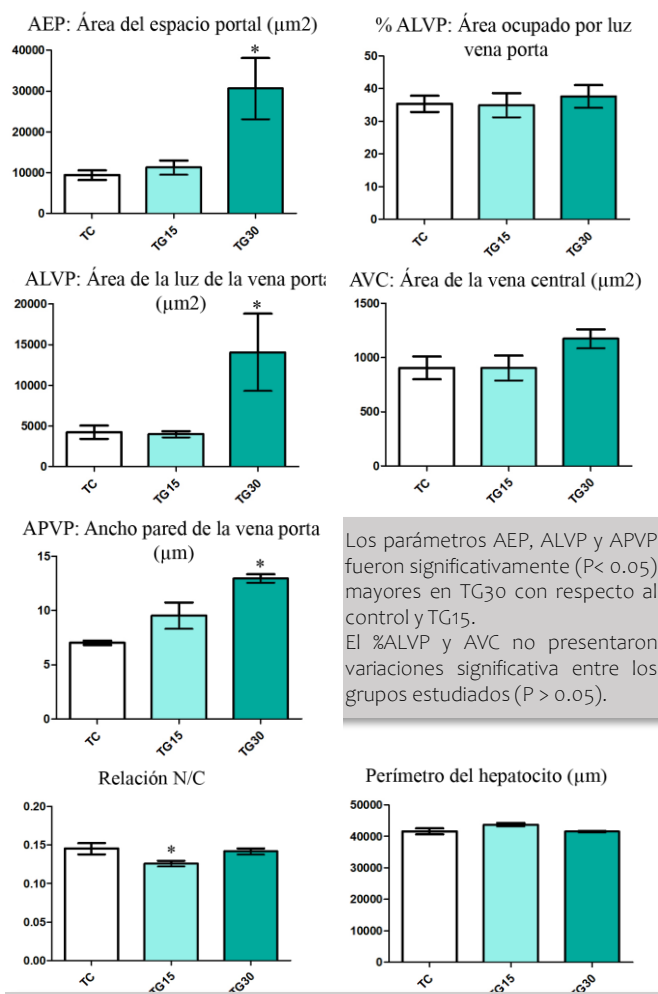 AEP: Área del espacio portal (µm2)
*
40000
30000
20000
10000
0
TC
TG15
TG30
% ALVP: Área ocupado por luz
vena porta
50
40
30
20
10
0
TC
TG15
TG30
ALVP: Área de la luz de la vena porta
(µm2)
*
20000
15000
10000
5000
0
TC
TG15
TG30
AVC: Área de la vena central (µm2)
1500
1000
500
0
TC
TG15
TG30
APVP: Ancho pared de la vena porta
(µm)
*
15
10
5
0
TC
TG15
TG30
Los parámetros AEP, ALVP y APVP
fueron significativamente (P< 0.05)
mayores en TG30 con respecto al
control y TG15.
El %ALVP y AVC no presentaron
variaciones significativa entre los
grupos estudiados (P > 0.05).
Relación N/C
*
0.20
0.15
0.10
0.05
0.00
TC
TG15
TG30
Perímetro del hepatocito (µm)
50000
40000
30000
20000
10000
0
TC
TG15
TG30